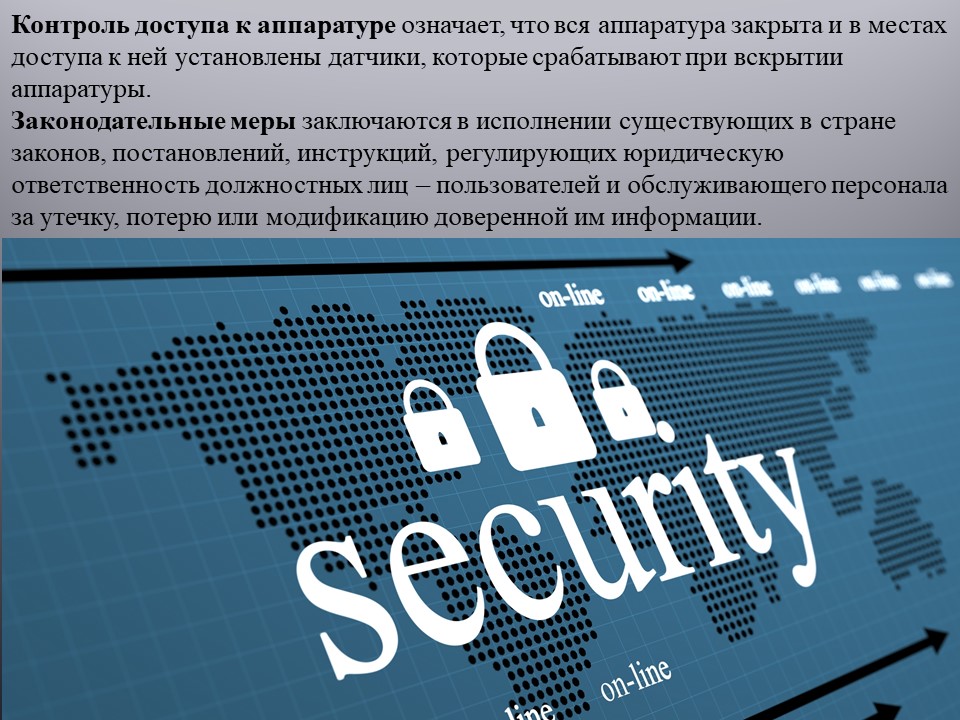 Контроль доступа к аппаратуре означает, что вся аппаратура закрыта и в местах
доступа к ней установлены датчики, которые срабатывают при вскрытии
аппаратуры.
Законодательные меры заключаются в исполнении существующих в стране
законов, постановлений, инструкций, регулирующих юридическую
ответственность должностных лиц – пользователей и обслуживающего персонала
за утечку, потерю или модификацию доверенной им информации.
on-line on-line on-line on-line on-line on-line
security
on-line
line